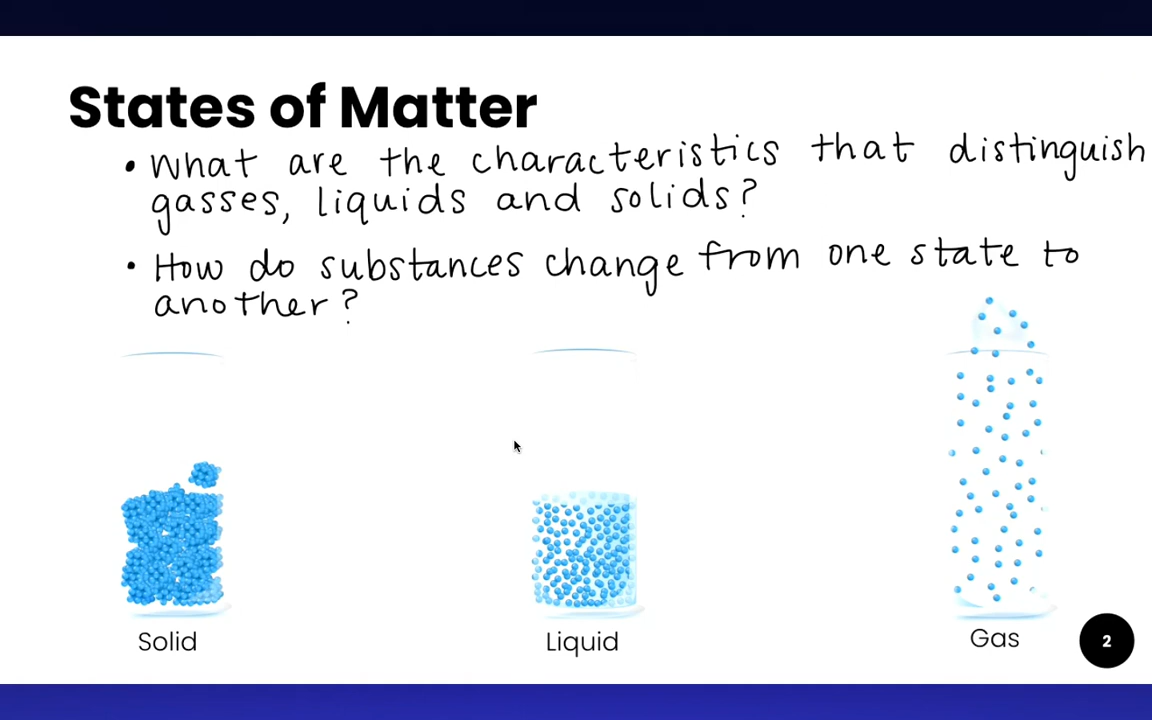 States of Matter
• What are the characteristics that distinguish
gasses, liquids and solids?
• How do substances change from one state to
another?
Solid
Liquid
Gas
2